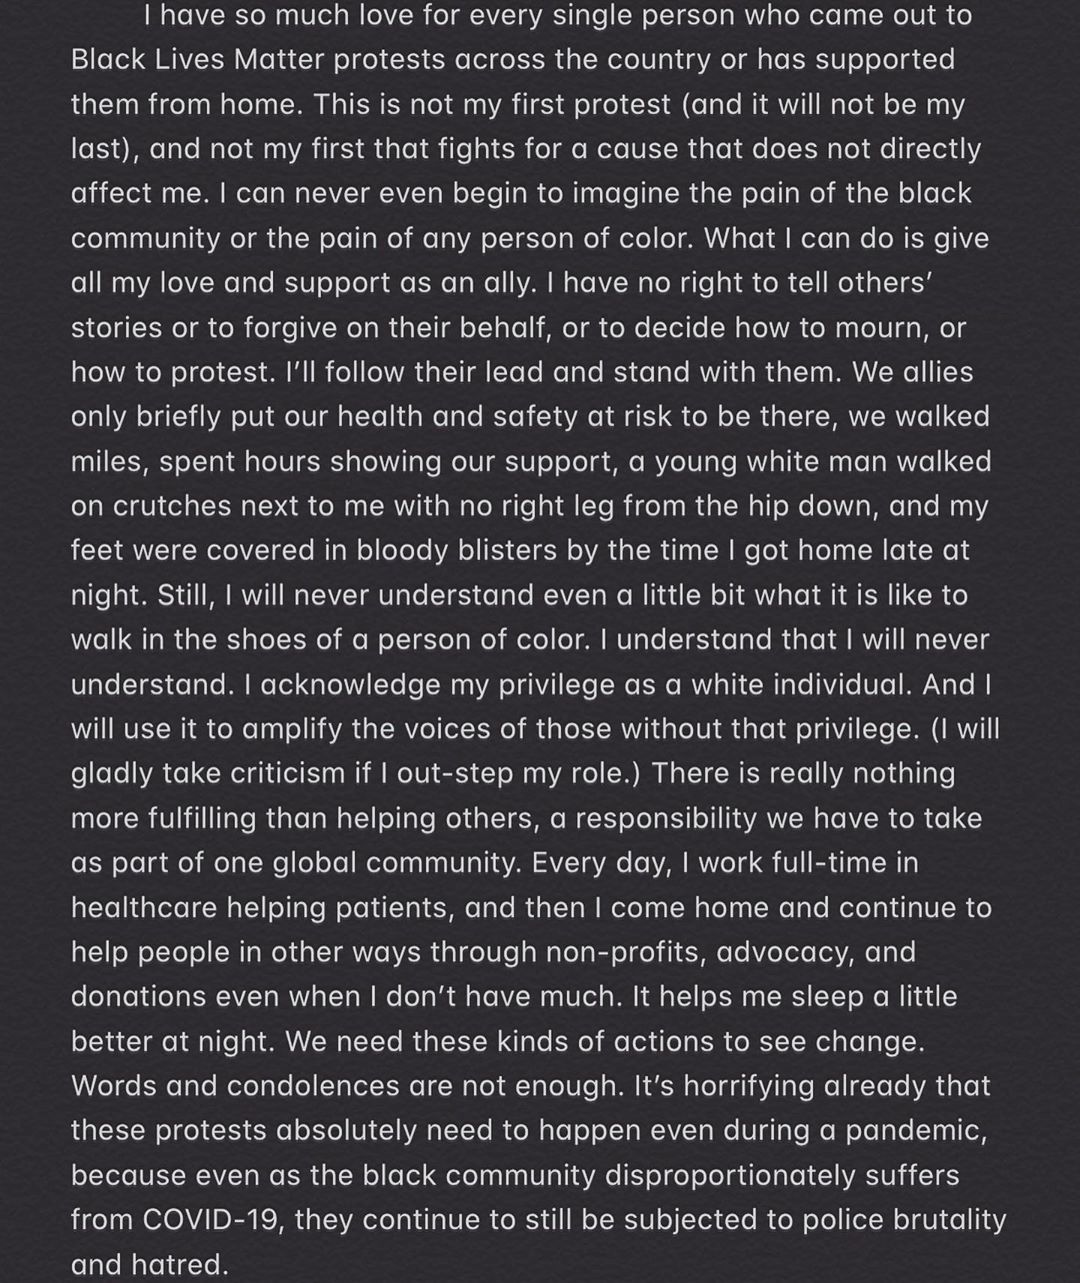 I have so much love for every single person who came out to
Black Lives Matter protests across the country or has supported
them from home. This is not my first protest (and it will not be my
last), and not my first that fights for a cause that does not directly
affect me. I can never even begin to imagine the pain of the black
community or the pain of any person of color. What I can do is give
all my love and support as an ally. I have no right to tell others’
stories or to forgive on their behalf, or to decide how to mourn, or
how to protest. I’ll follow their lead and stand with them. We allies
only briefly put our health and safety at risk to be there, we walked
miles, spent hours showing our support, a young white man walked
on crutches next to me with no right leg from the hip down, and my
feet were covered in bloody blisters by the time I got home late at
night. Still, I will never understand even a little bit what it is like to
walk in the shoes of a person of color. I understand that I will never
understand. I acknowledge my privilege as a white individual. And I
will use it to amplify the voices of those without that privilege. (I will
gladly take criticism if I out-step my role.) There is really nothing
more fulfilling than helping others, a responsibility we have to take
as part of one global community. Every day, I work full-time in
healthcare helping patients, and then I come home and continue to
help people in other ways through non-profits, advocacy, and
donations even when I don’t have much. It helps me sleep a little
better at night. We need these kinds of actions to see change.
Words and condolences are not enough. It’s horrifying already that
these protests absolutely need to happen even during a pandemic,
because even as the black community disproportionately suffers
from COVID-19, they continue to still be subjected to police brutality
and hatred.